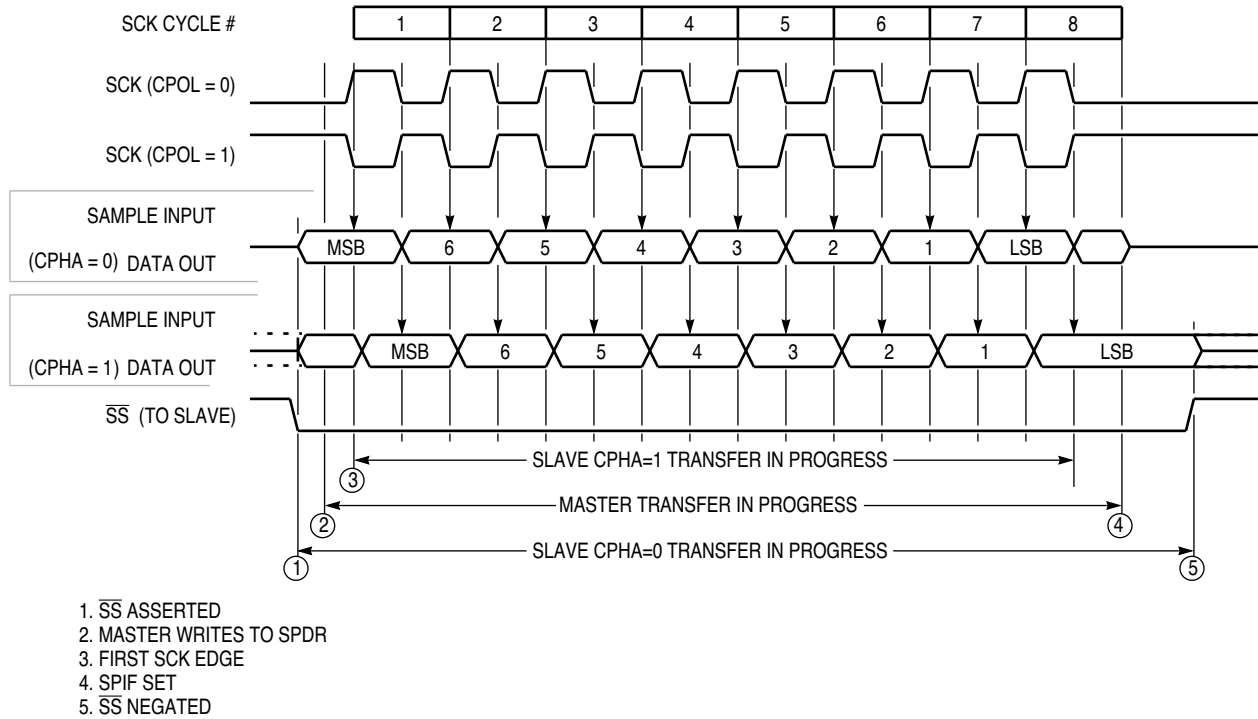 SCK CYCLE # 1 2 3 4 5 6 7 8
SCK (CPOL = 0)
SCK (CPOL = 1)
SAMPLE INPUT
(CPHA = 0) DATA OUT MSB 6 5 4 3 2 1 LSB
SAMPLE INPUT
(CPHA = 1) DATA OUT MSB 6 5 4 3 2 1 LSB
S̅S̅ (TO SLAVE)
SLAVE CPHA=1 TRANSFER IN PROGRESS
3
MASTER TRANSFER IN PROGRESS
2 4
SLAVE CPHA=0 TRANSFER IN PROGRESS
1 5
1. S̅S̅ ASSERTED
2. MASTER WRITES TO SPDR
3. FIRST SCK EDGE
4. SPIF SET
5. S̅S̅ NEGATED